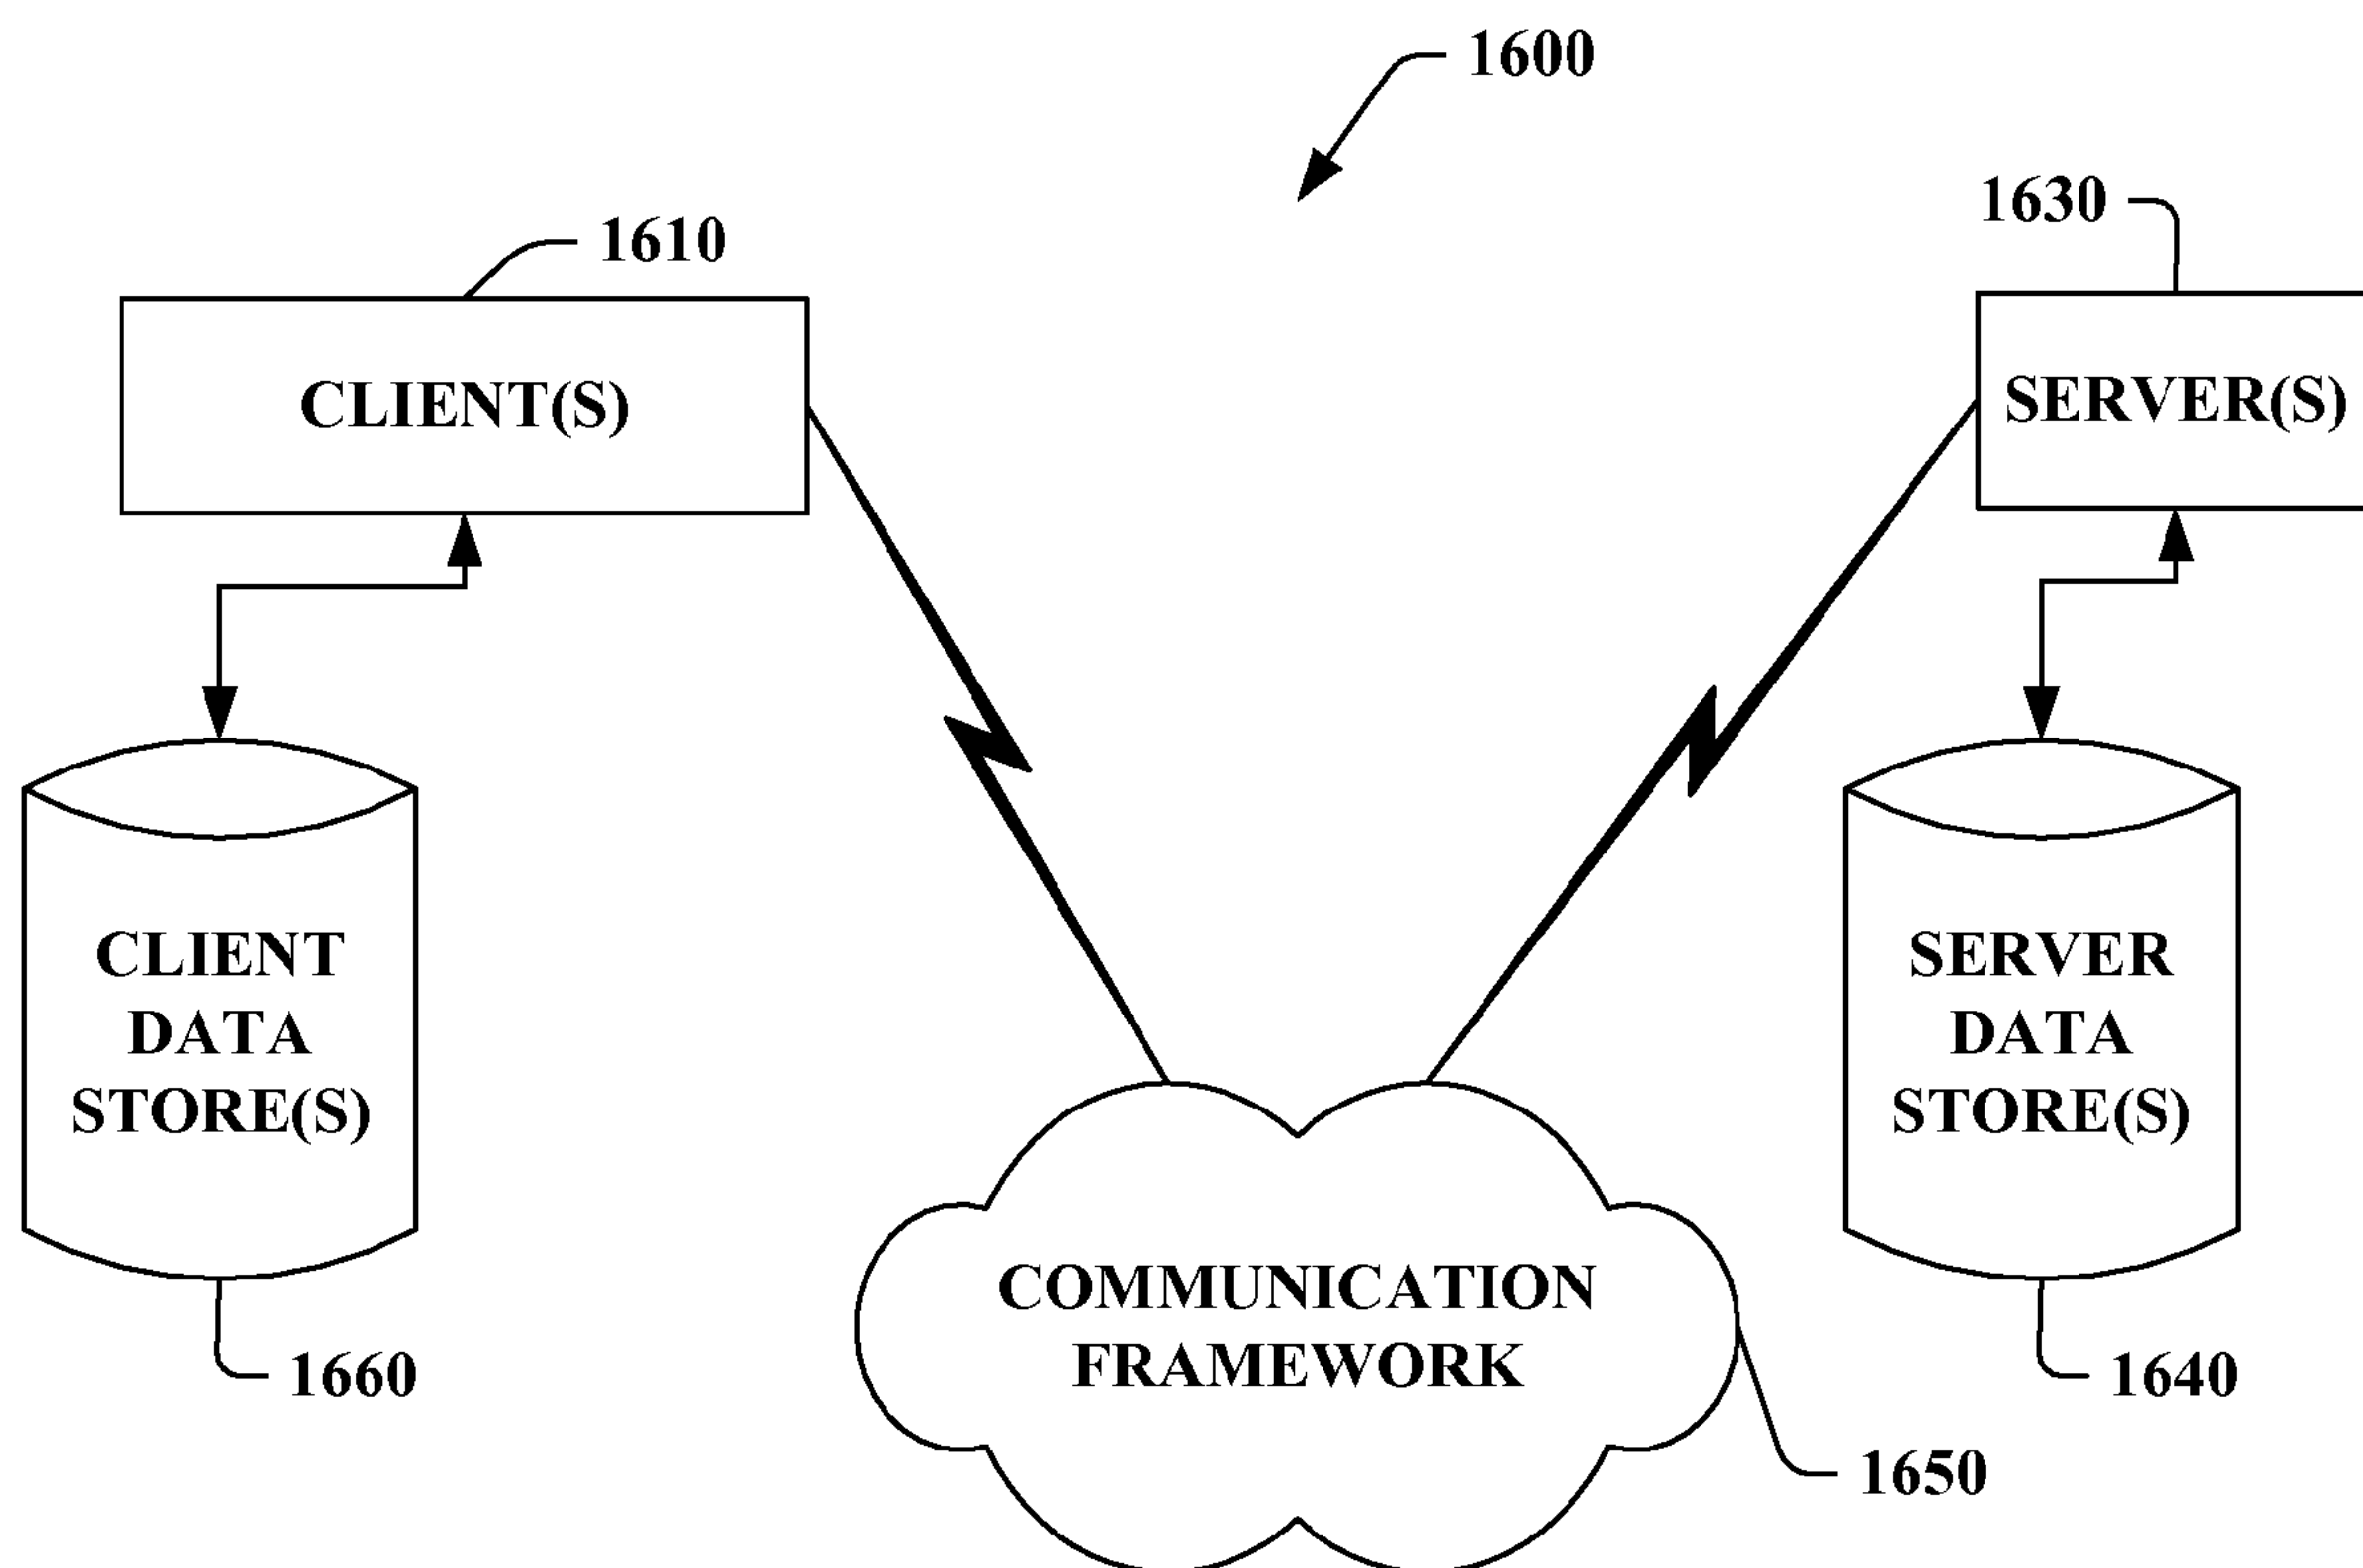 1600
1610
1630
CLIENT(S)
SERVER(S)
CLIENT
DATA
STORE(S)
SERVER
DATA
STORE(S)
COMMUNICATION
FRAMEWORK
1660
1640
1650